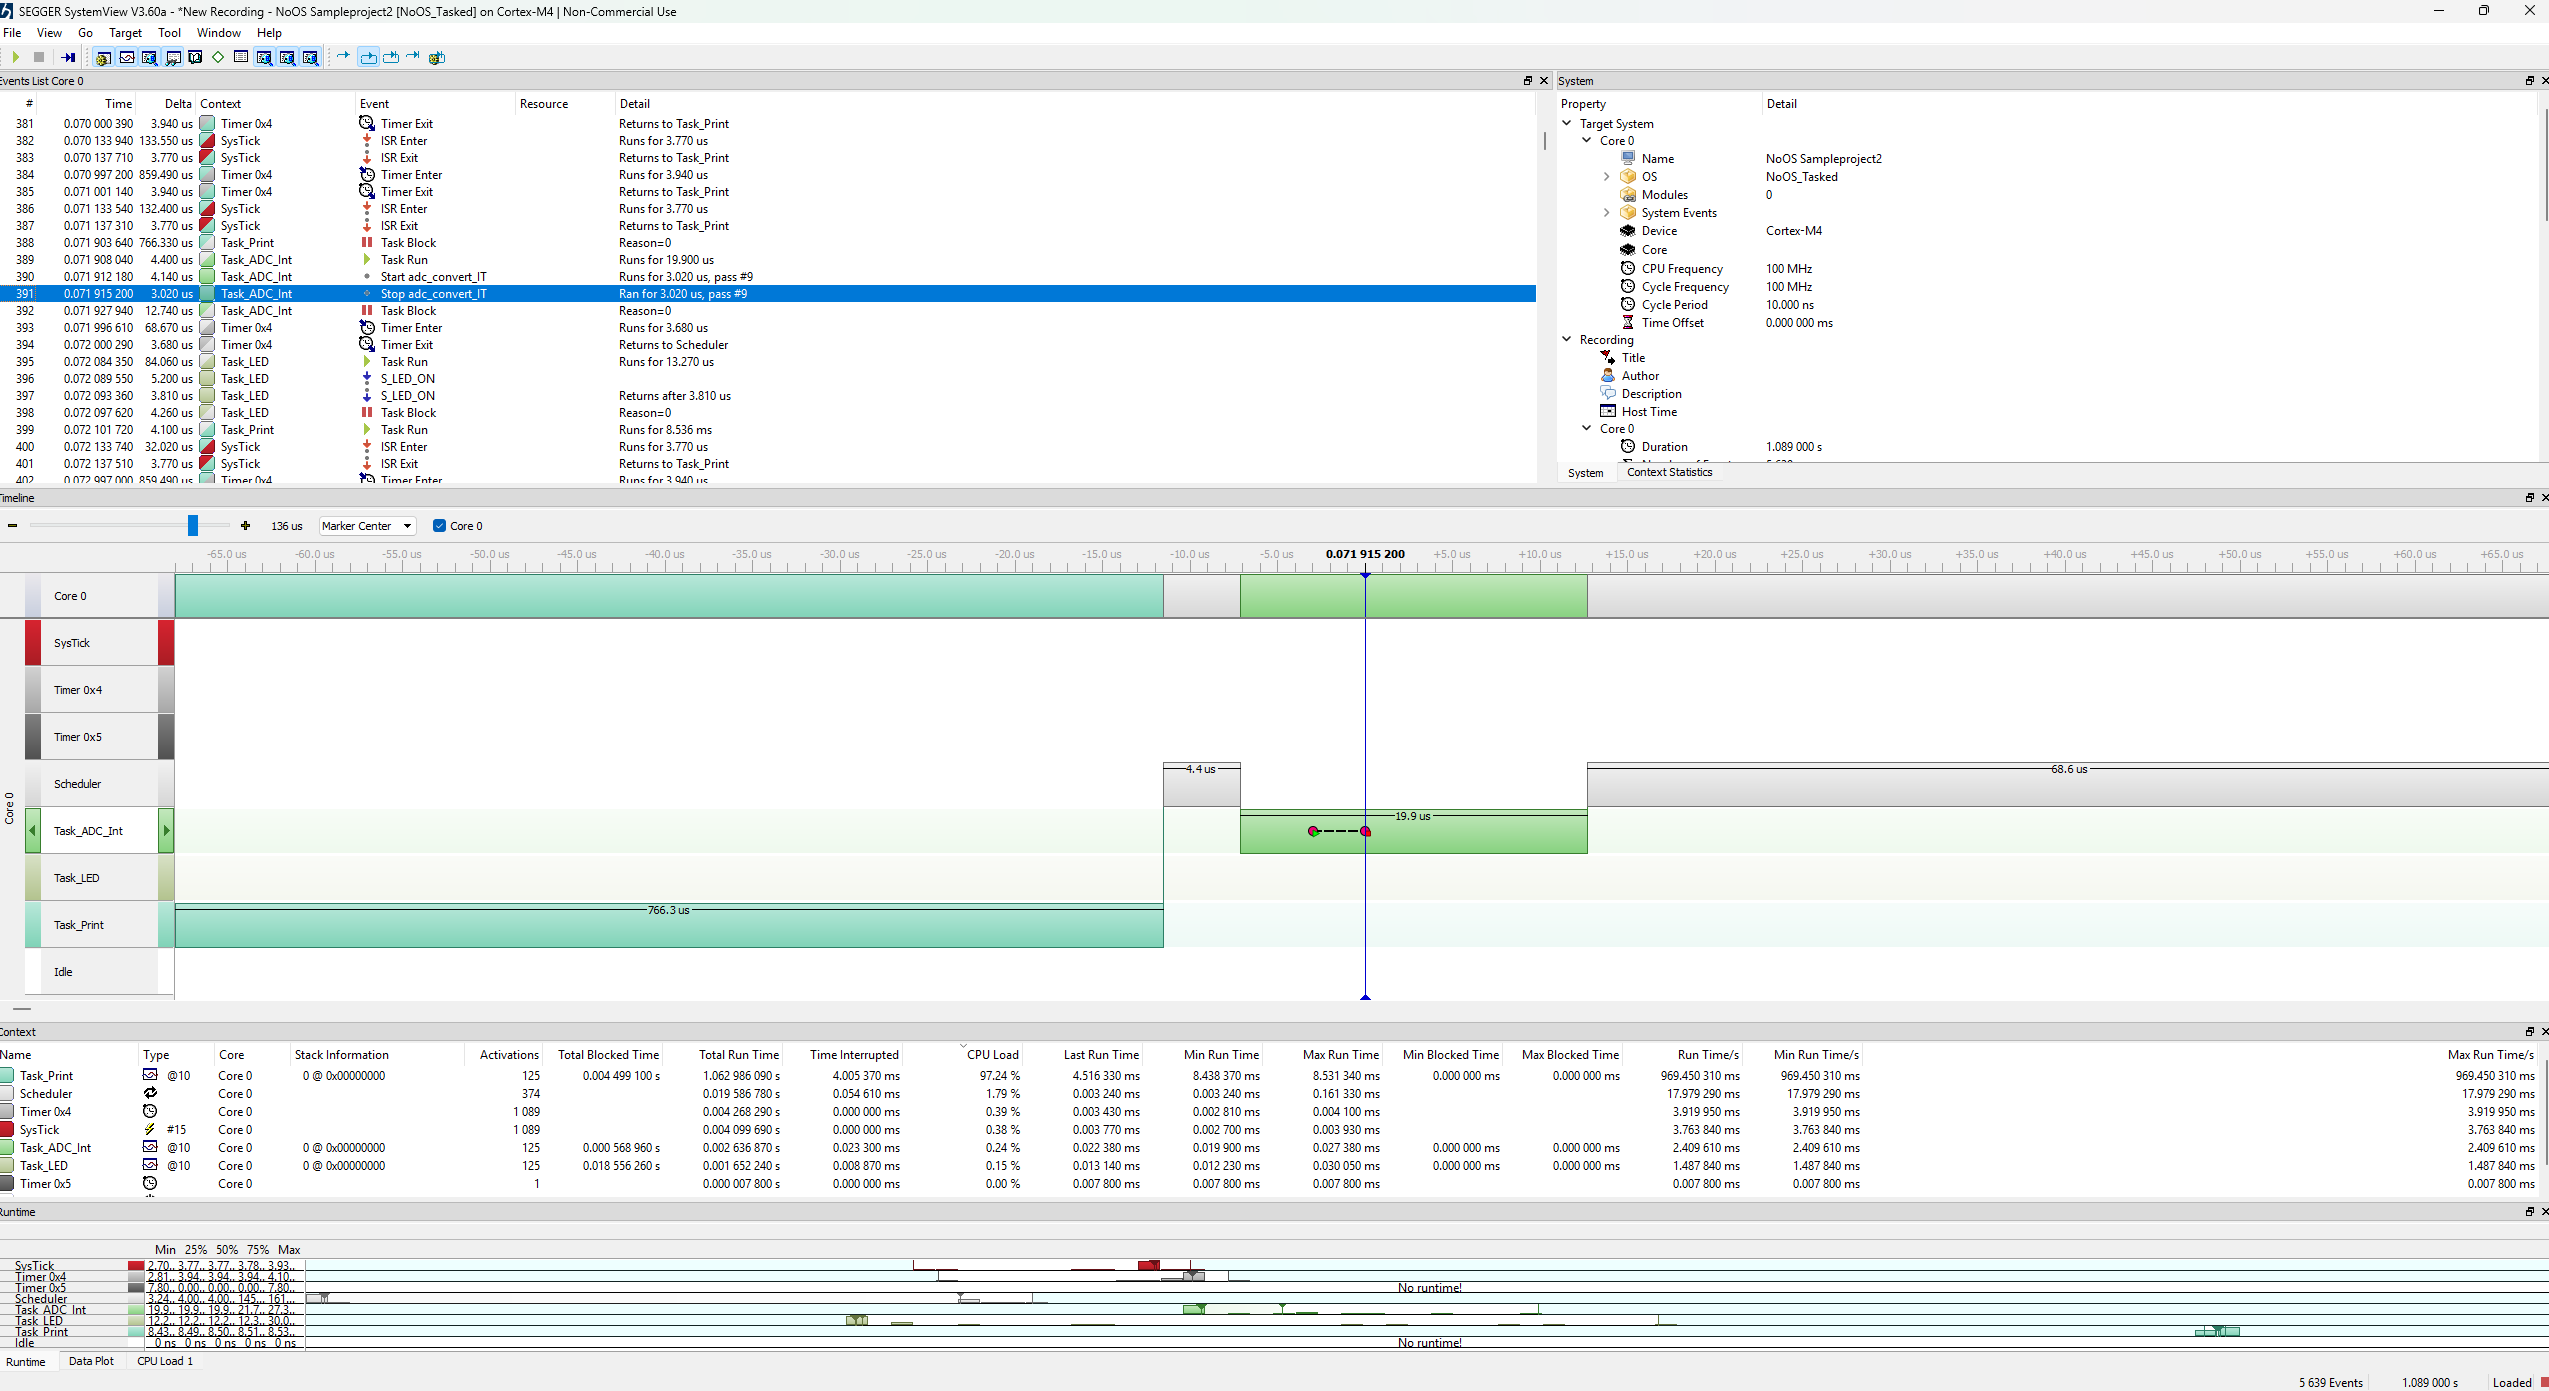 SEGGER SystemView V3.60a - *New Recording - NoOS Sampleproject2 [NoOS_Tasked] on Cortex-M4 | Non-Commercial Use
File View Go Target Tool Window Help
Events List Core 0
# Time Delta Context Event Resource Detail
381 0.070 000 390 3.940 us Timer 0x4 Timer Exit Returns to Task_Print
382 0.070 133 940 133.550 us SysTick ISR Enter Runs for 3.770 us
383 0.070 137 710 3.770 us SysTick ISR Exit Returns to Task_Print
384 0.070 997 200 859.490 us Timer 0x4 Timer Enter Runs for 3.940 us
385 0.071 001 140 3.940 us Timer 0x4 Timer Exit Returns to Task_Print
386 0.071 133 540 132.400 us SysTick ISR Enter Runs for 3.770 us
387 0.071 137 310 3.770 us SysTick ISR Exit Returns to Task_Print
388 0.071 903 640 766.330 us Task_Print Task Block Reason=0
389 0.071 908 040 4.400 us Task_ADC_Int Task Run Runs for 19.900 us
390 0.071 912 180 4.140 us Task_ADC_Int Start adc_convert_IT Runs for 3.020 us, pass #9
391 0.071 915 200 3.020 us Task_ADC_Int Stop adc_convert_IT Ran for 3.020 us, pass #9
392 0.071 927 940 12.740 us Task_ADC_Int Task Block Reason=0
393 0.071 996 610 68.670 us Timer 0x4 Timer Enter Runs for 3.680 us
394 0.072 000 290 3.680 us Timer 0x4 Timer Exit Returns to Scheduler
395 0.072 084 350 84.060 us Task_LED Task Run Runs for 13.270 us
396 0.072 089 550 5.200 us Task_LED S_LED_ON
397 0.072 093 360 3.810 us Task_LED S_LED_ON Returns after 3.810 us
398 0.072 097 620 4.260 us Task_LED Task Block Reason=0
399 0.072 101 720 4.100 us Task_Print Task Run Runs for 8.536 ms
400 0.072 133 740 32.020 us SysTick ISR Enter Runs for 3.770 us
401 0.072 137 510 3.770 us SysTick ISR Exit Returns to Task_Print
402 0.072 997 000 859.490 us Timer 0x4 Timer Enter Runs for 3.940 us
System
Property Detail
Target System
Core 0
Name NoOS Sampleproject2
OS NoOS_Tasked
Modules 0
System Events
Device Cortex-M4
Core
CPU Frequency 100 MHz
Cycle Frequency 100 MHz
Cycle Period 10.000 ns
Time Offset 0.000 000 ms
Recording
Title
Author
Description
Host Time
Core 0
Duration 1.089 000 s
System Context Statistics
Timeline
136 us Marker Center Core 0
-65.0 us -60.0 us -55.0 us -50.0 us -45.0 us -40.0 us -35.0 us -30.0 us -25.0 us -20.0 us -15.0 us -10.0 us -5.0 us 0.071 915 200 +5.0 us +10.0 us +15.0 us +20.0 us +25.0 us +30.0 us +35.0 us +40.0 us +45.0 us +50.0 us +55.0 us +60.0 us +65.0 us
Core 0
Core 0
SysTick
Timer 0x4
Timer 0x5
Scheduler 4.4 us 68.6 us
Task_ADC_Int 19.9 us
Task_LED
Task_Print 766.3 us
Idle
Context
Name Type Core Stack Information Activations Total Blocked Time Total Run Time Time Interrupted CPU Load Last Run Time Min Run Time Max Run Time Min Blocked Time Max Blocked Time Run Time/s Min Run Time/s Max Run Time/s
Task_Print @10 Core 0 0 @ 0x00000000 125 0.004 499 100 s 1.062 986 090 s 4.005 370 ms 97.24 % 4.516 330 ms 8.438 370 ms 8.531 340 ms 0.000 000 ms 0.000 000 ms 969.450 310 ms 969.450 310 ms 969.450 310 ms
Scheduler Core 0 374 0.019 586 780 s 0.054 610 ms 1.79 % 0.003 240 ms 0.003 240 ms 0.161 330 ms 17.979 290 ms 17.979 290 ms 17.979 290 ms
Timer 0x4 Core 0 1 089 0.004 268 290 s 0.000 000 ms 0.39 % 0.003 430 ms 0.002 810 ms 0.004 100 ms 3.919 950 ms 3.919 950 ms 3.919 950 ms
SysTick #15 Core 0 1 089 0.004 099 690 s 0.000 000 ms 0.38 % 0.003 770 ms 0.002 700 ms 0.003 930 ms 3.763 840 ms 3.763 840 ms 3.763 840 ms
Task_ADC_Int @10 Core 0 0 @ 0x00000000 125 0.000 568 960 s 0.002 636 870 s 0.023 300 ms 0.24 % 0.022 380 ms 0.019 900 ms 0.027 380 ms 0.000 000 ms 0.000 000 ms 2.409 610 ms 2.409 610 ms 2.409 610 ms
Task_LED @10 Core 0 0 @ 0x00000000 125 0.018 556 260 s 0.001 652 240 s 0.008 870 ms 0.15 % 0.013 140 ms 0.012 230 ms 0.030 050 ms 0.000 000 ms 0.000 000 ms 1.487 840 ms 1.487 840 ms 1.487 840 ms
Timer 0x5 Core 0 1 0.000 007 800 s 0.000 000 ms 0.00 % 0.007 800 ms 0.007 800 ms 0.007 800 ms 0.007 800 ms 0.007 800 ms 0.007 800 ms
Runtime
Min 25% 50% 75% Max
SysTick 2.70.. 3.77.. 3.77.. 3.78.. 3.93..
Timer 0x4 2.81.. 3.94.. 3.94.. 3.94.. 4.10..
Timer 0x5 7.80.. 0.00.. 0.00.. 0.00.. 7.80.. No runtime!
Scheduler 3.24.. 4.00.. 4.00.. 145... 161...
Task_ADC_Int 19.9.. 19.9.. 19.9.. 21.7.. 27.3..
Task_LED 12.2.. 12.2.. 12.2.. 12.3.. 30.0..
Task_Print 8.43.. 8.49.. 8.50.. 8.51.. 8.53..
Idle 0 ns 0 ns 0 ns 0 ns 0 ns No runtime!
Runtime Data Plot CPU Load 1
5 639 Events 1.089 000 s Loaded